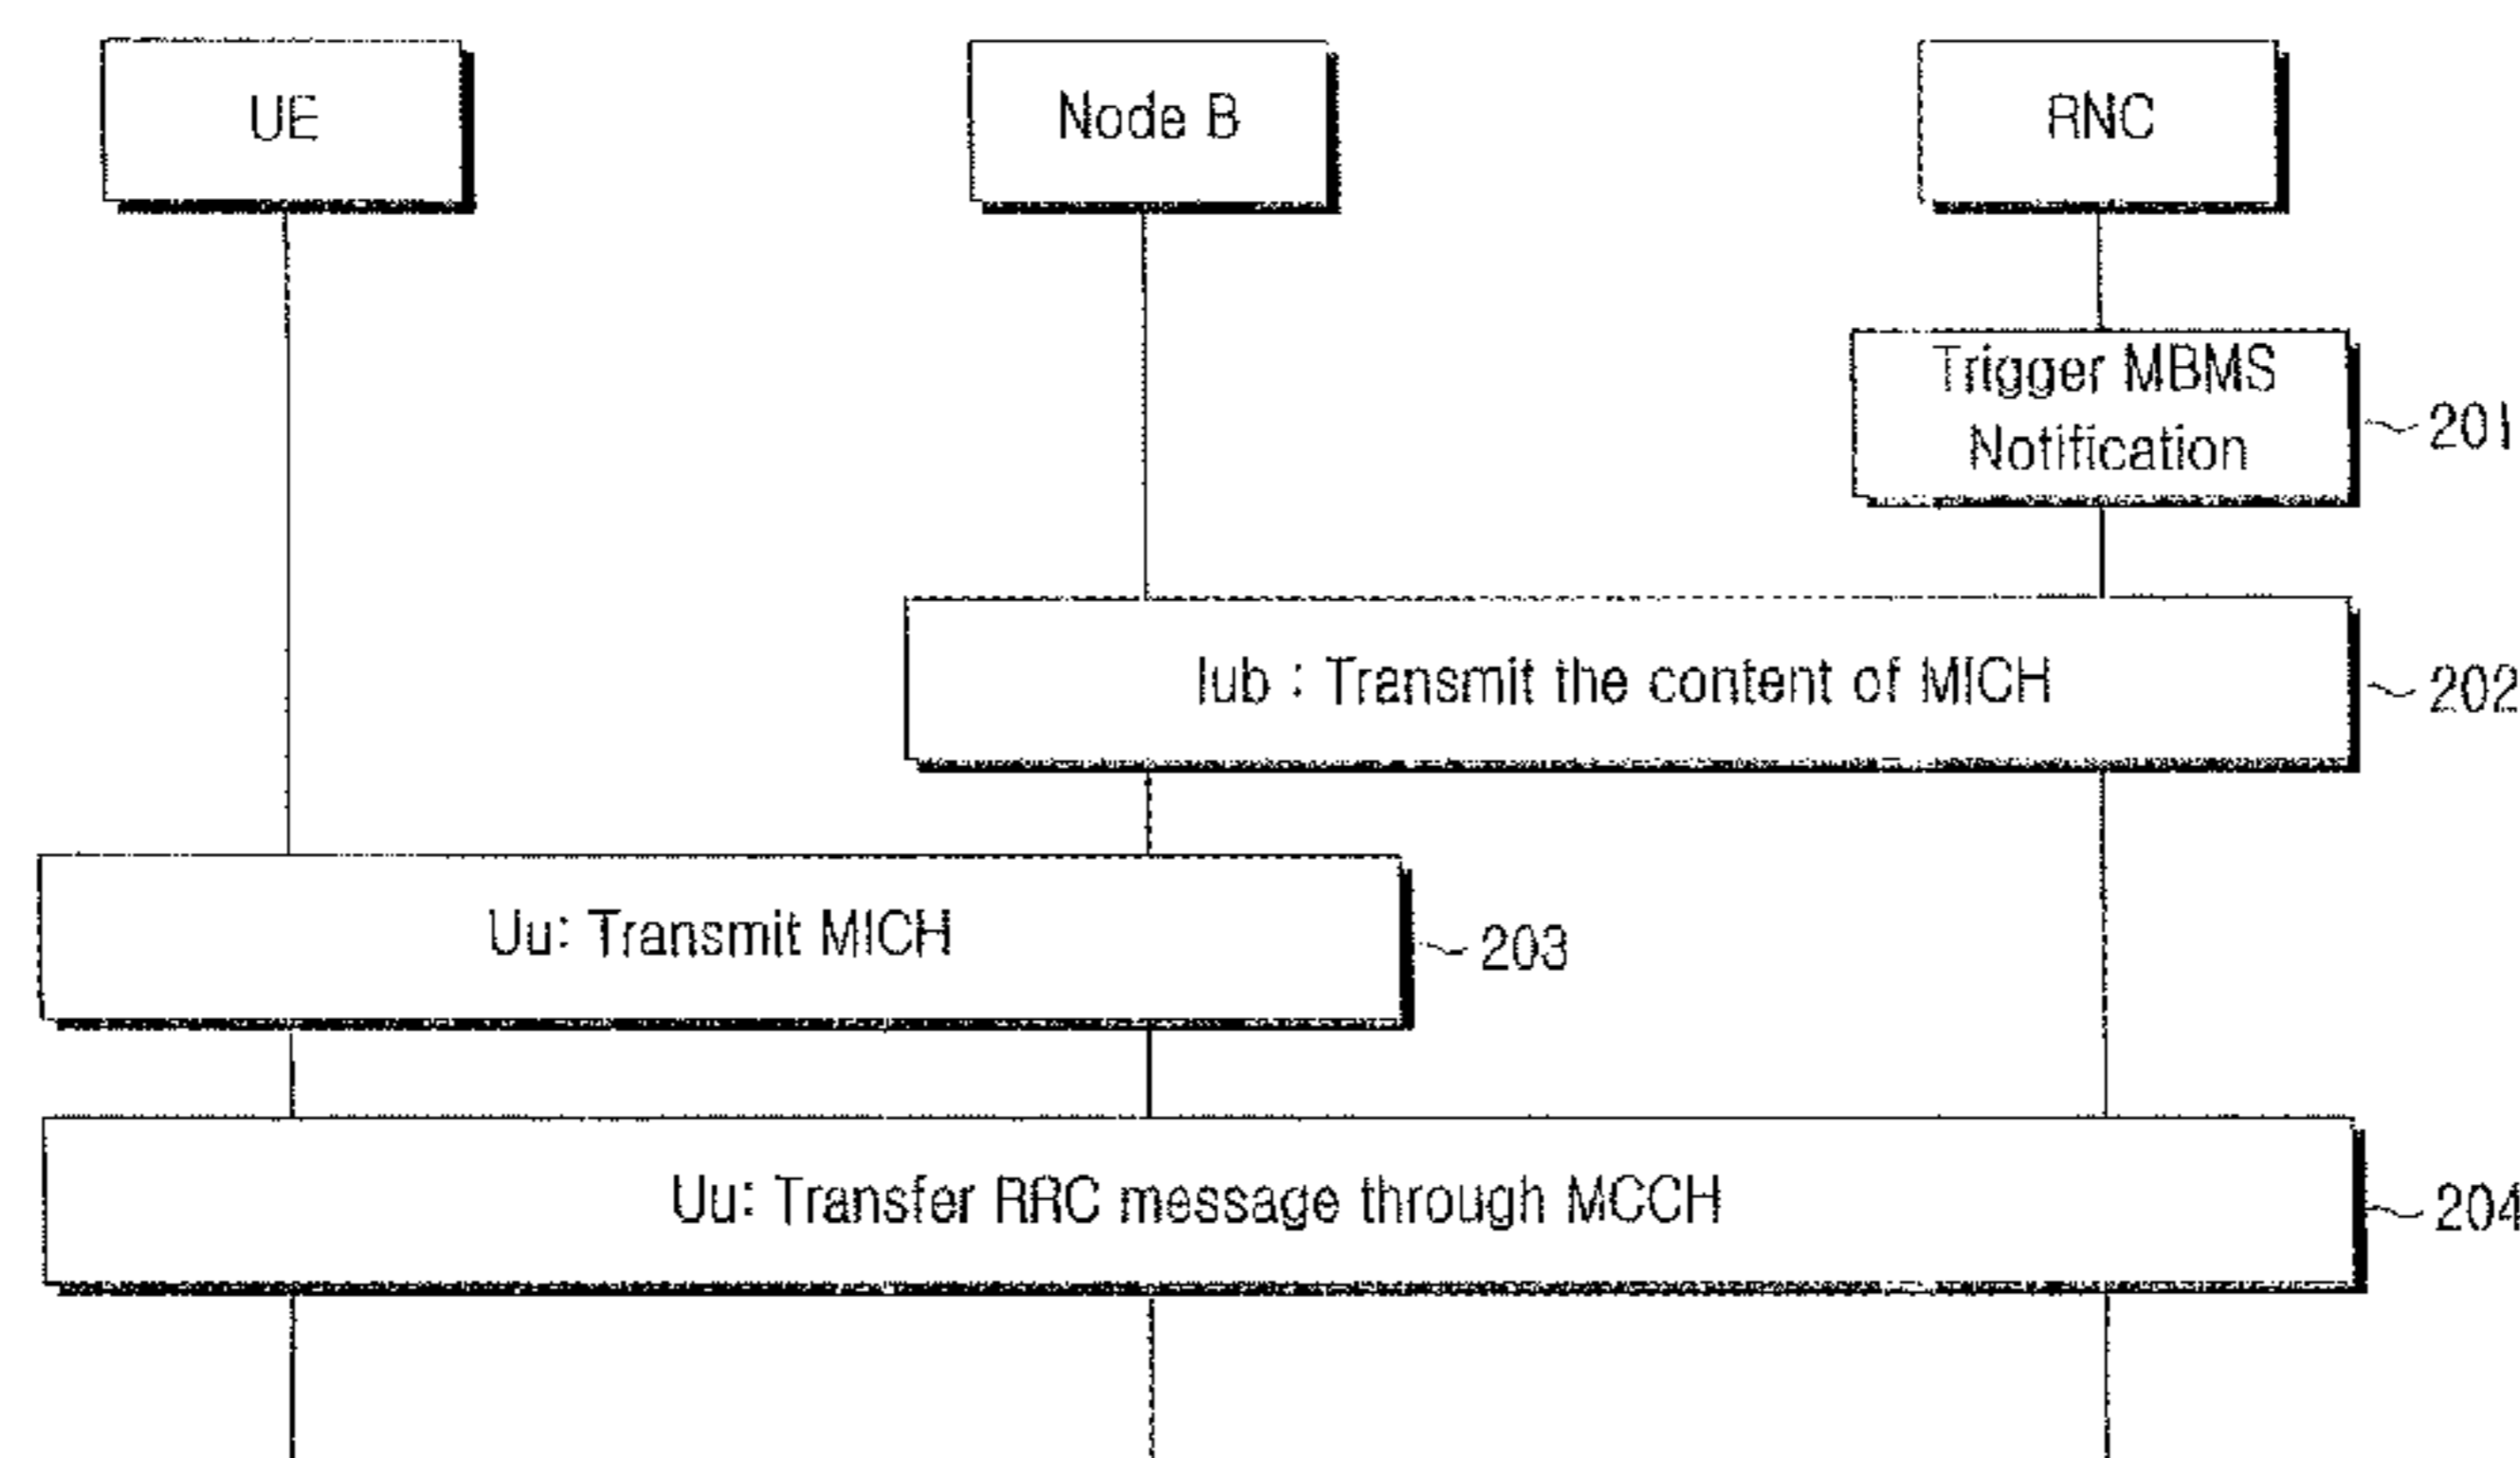 UE
Node B
RNC
Trigger MBMS
Notification
201
Iub : Transmit the content of MICH
202
Uu: Transmit MICH
203
Uu: Transfer RRC message through MCCH
204